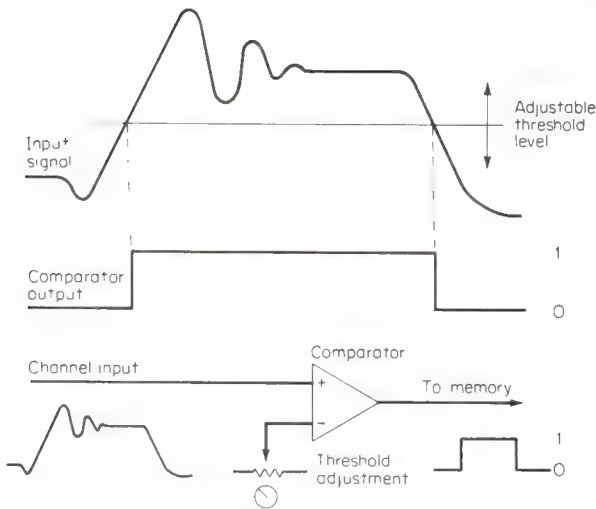 Input
signal
Adjustable
threshold
level
Comparator
output
1
0
Comparator
Channel input
To memory
+
−
Threshold
adjustment
1
0